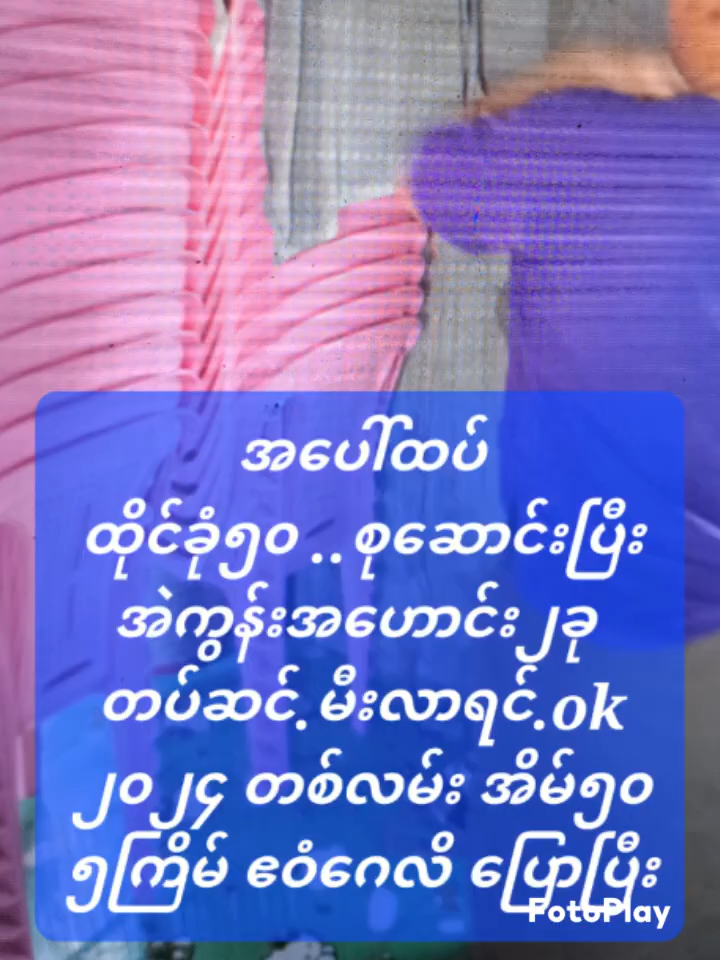 အပေါ်ထပ်
ထိုင်ခုံ၅၀ .. စုဆောင်းပြီး
အဲကွန်းအဟောင်း၂ခု
တပ်ဆင်. မီးလာရင်.ok
၂၀၂၄ တစ်လမ်း အိမ်၅၀
၅ကြိမ် ဧဝံဂေလိ ပြောပြီး
FotoPlay